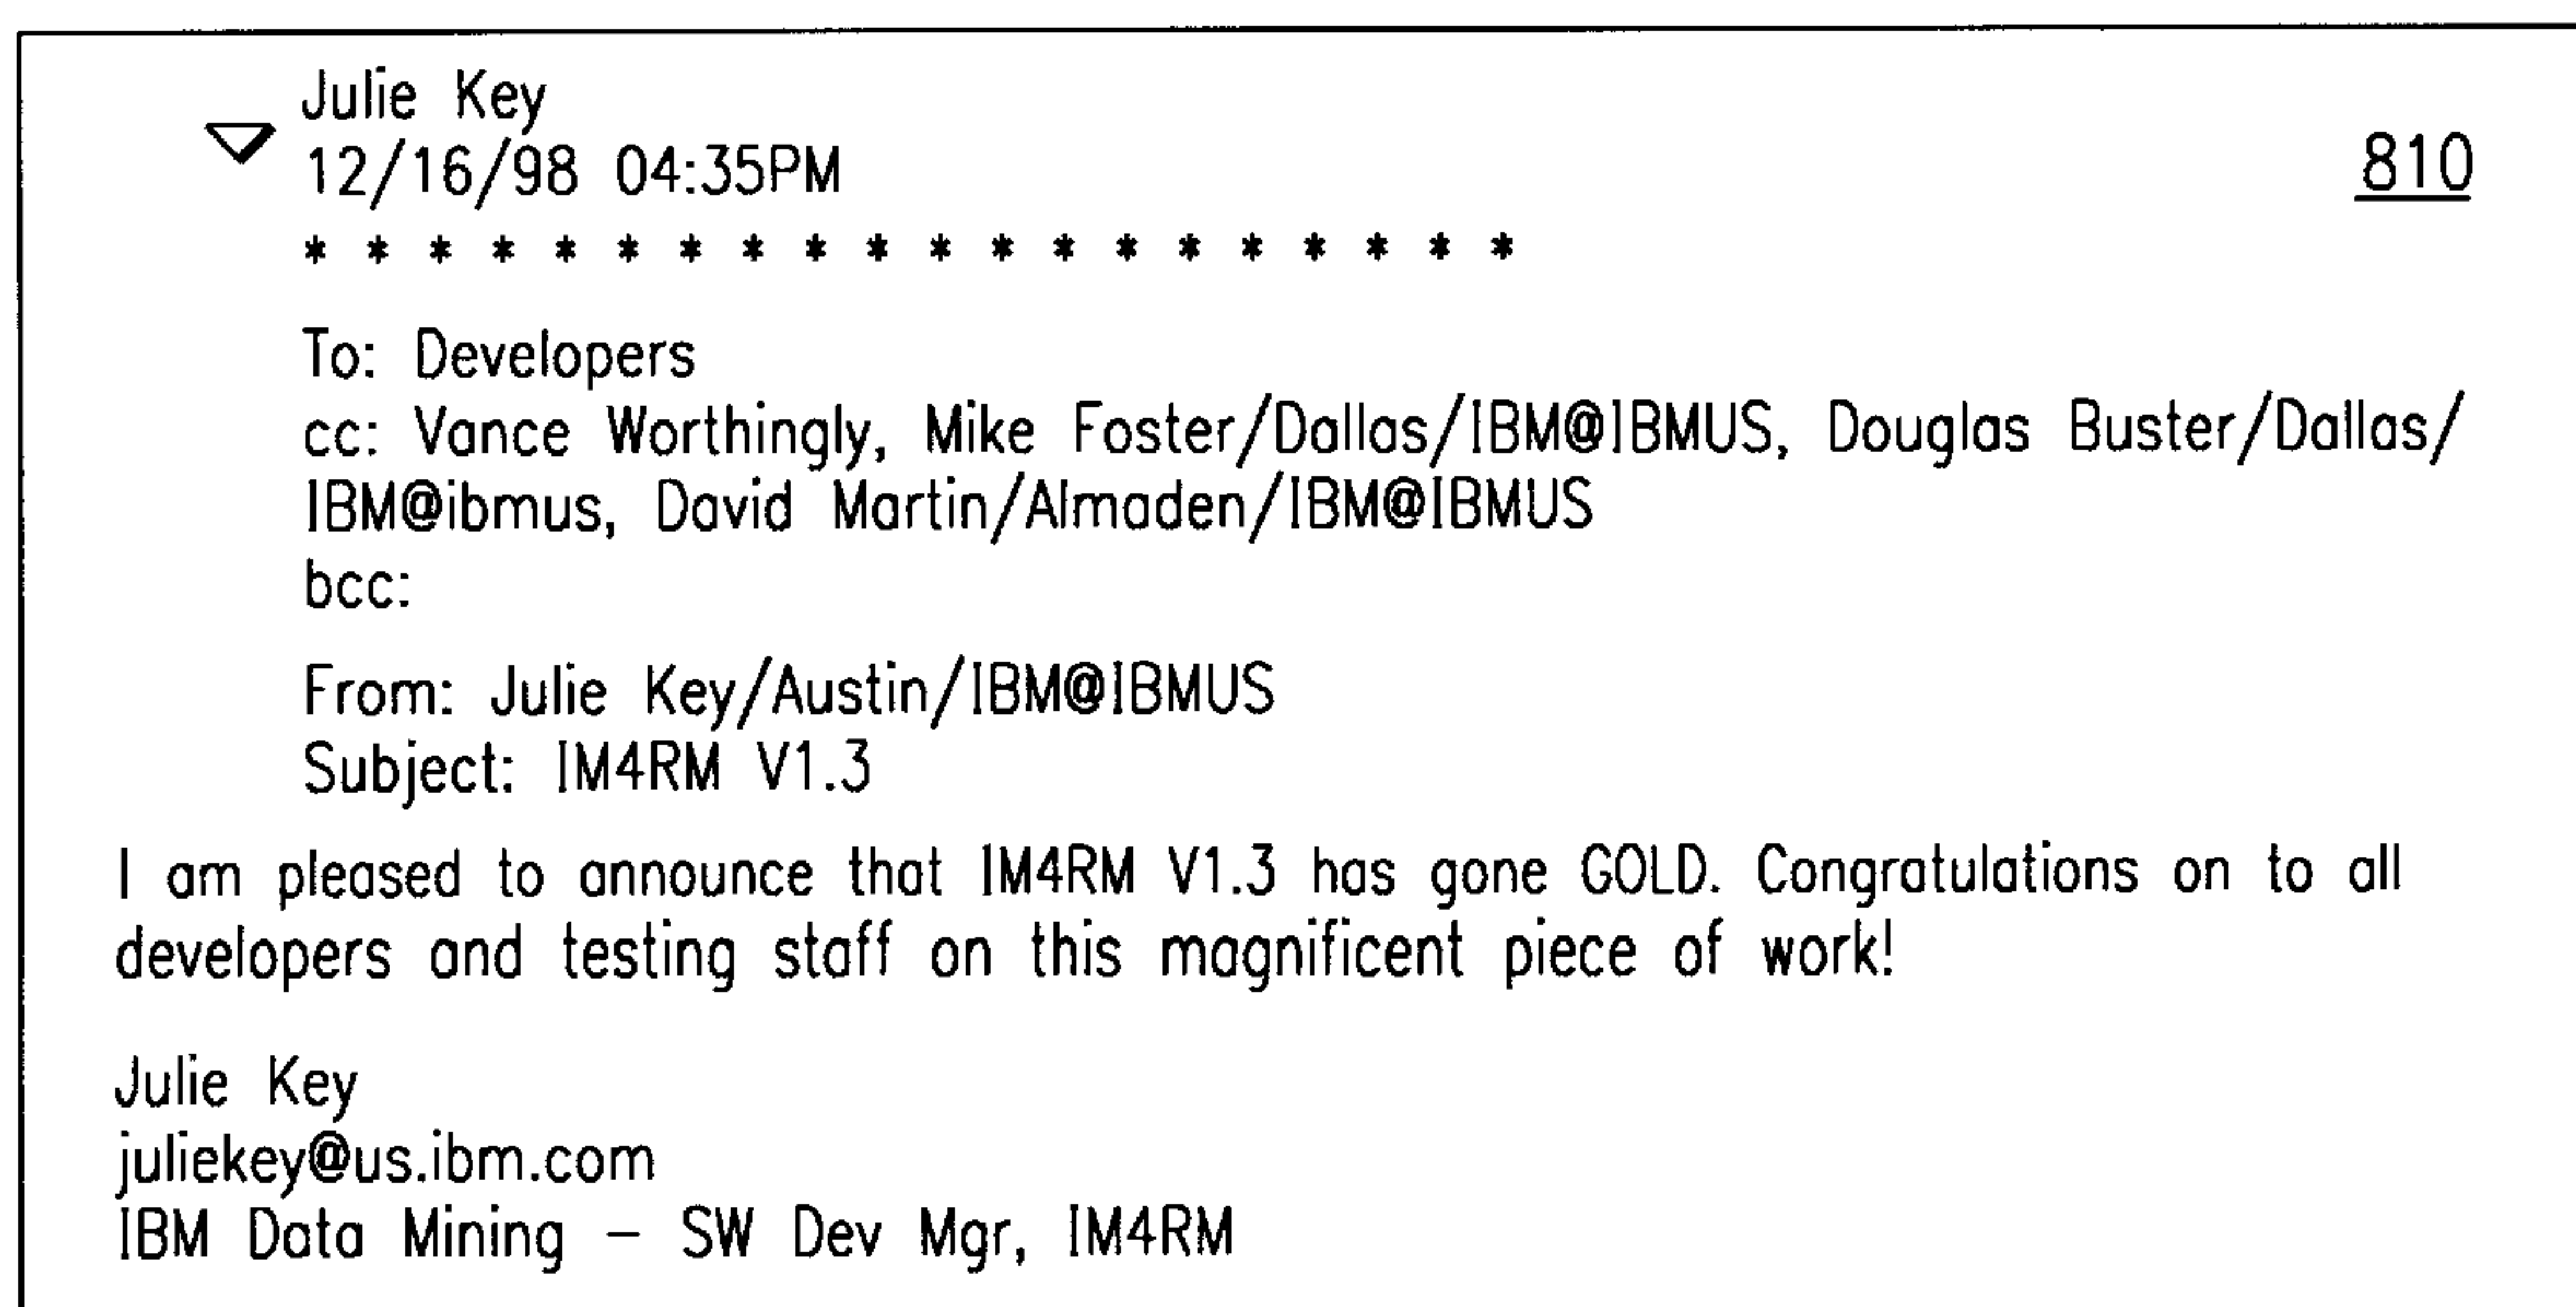 Julie Key
12/16/98 04:35PM
810
* * * * * * * * * * * * * * * * * * * *
To: Developers
cc: Vance Worthingly, Mike Foster/Dallas/IBM@IBMUS, Douglas Buster/Dallas/
IBM@ibmus, David Martin/Almaden/IBM@IBMUS
bcc:
From: Julie Key/Austin/IBM@IBMUS
Subject: IM4RM V1.3
I am pleased to announce that IM4RM V1.3 has gone GOLD. Congratulations on to all
developers and testing staff on this magnificent piece of work!
Julie Key
juliekey@us.ibm.com
IBM Data Mining – SW Dev Mgr, IM4RM